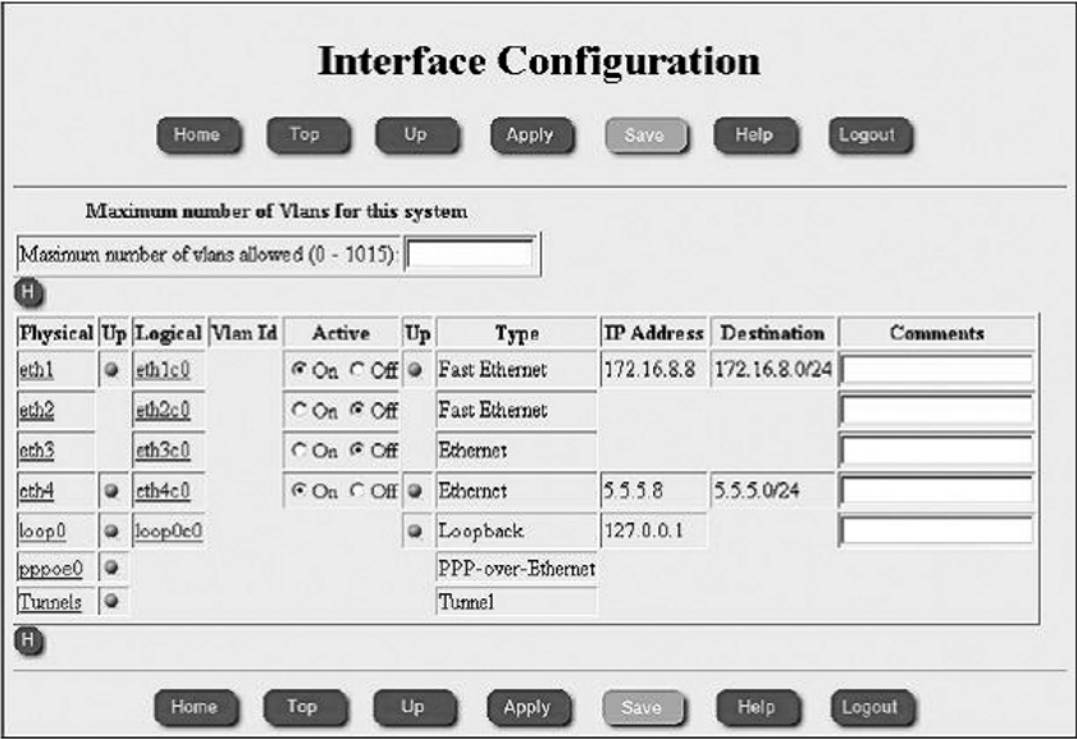 Interface Configuration
Home Top Up Apply Save Help Logout
Maximum number of Vlans for this system
Maximum number of vlans allowed (0 - 1015):
H
Physical Up Logical Vlan Id Active Up Type IP Address Destination Comments
eth1 eth1c0 On Off Fast Ethernet 172.16.8.8 172.16.8.0/24
eth2 eth2c0 On Off Fast Ethernet
eth3 eth3c0 On Off Ethernet
eth4 eth4c0 On Off Ethernet 5.5.5.8 5.5.5.0/24
loop0 loop0c0 Loopback 127.0.0.1
pppoe0 PPP-over-Ethernet
Tunnels Tunnel
H
Home Top Up Apply Save Help Logout